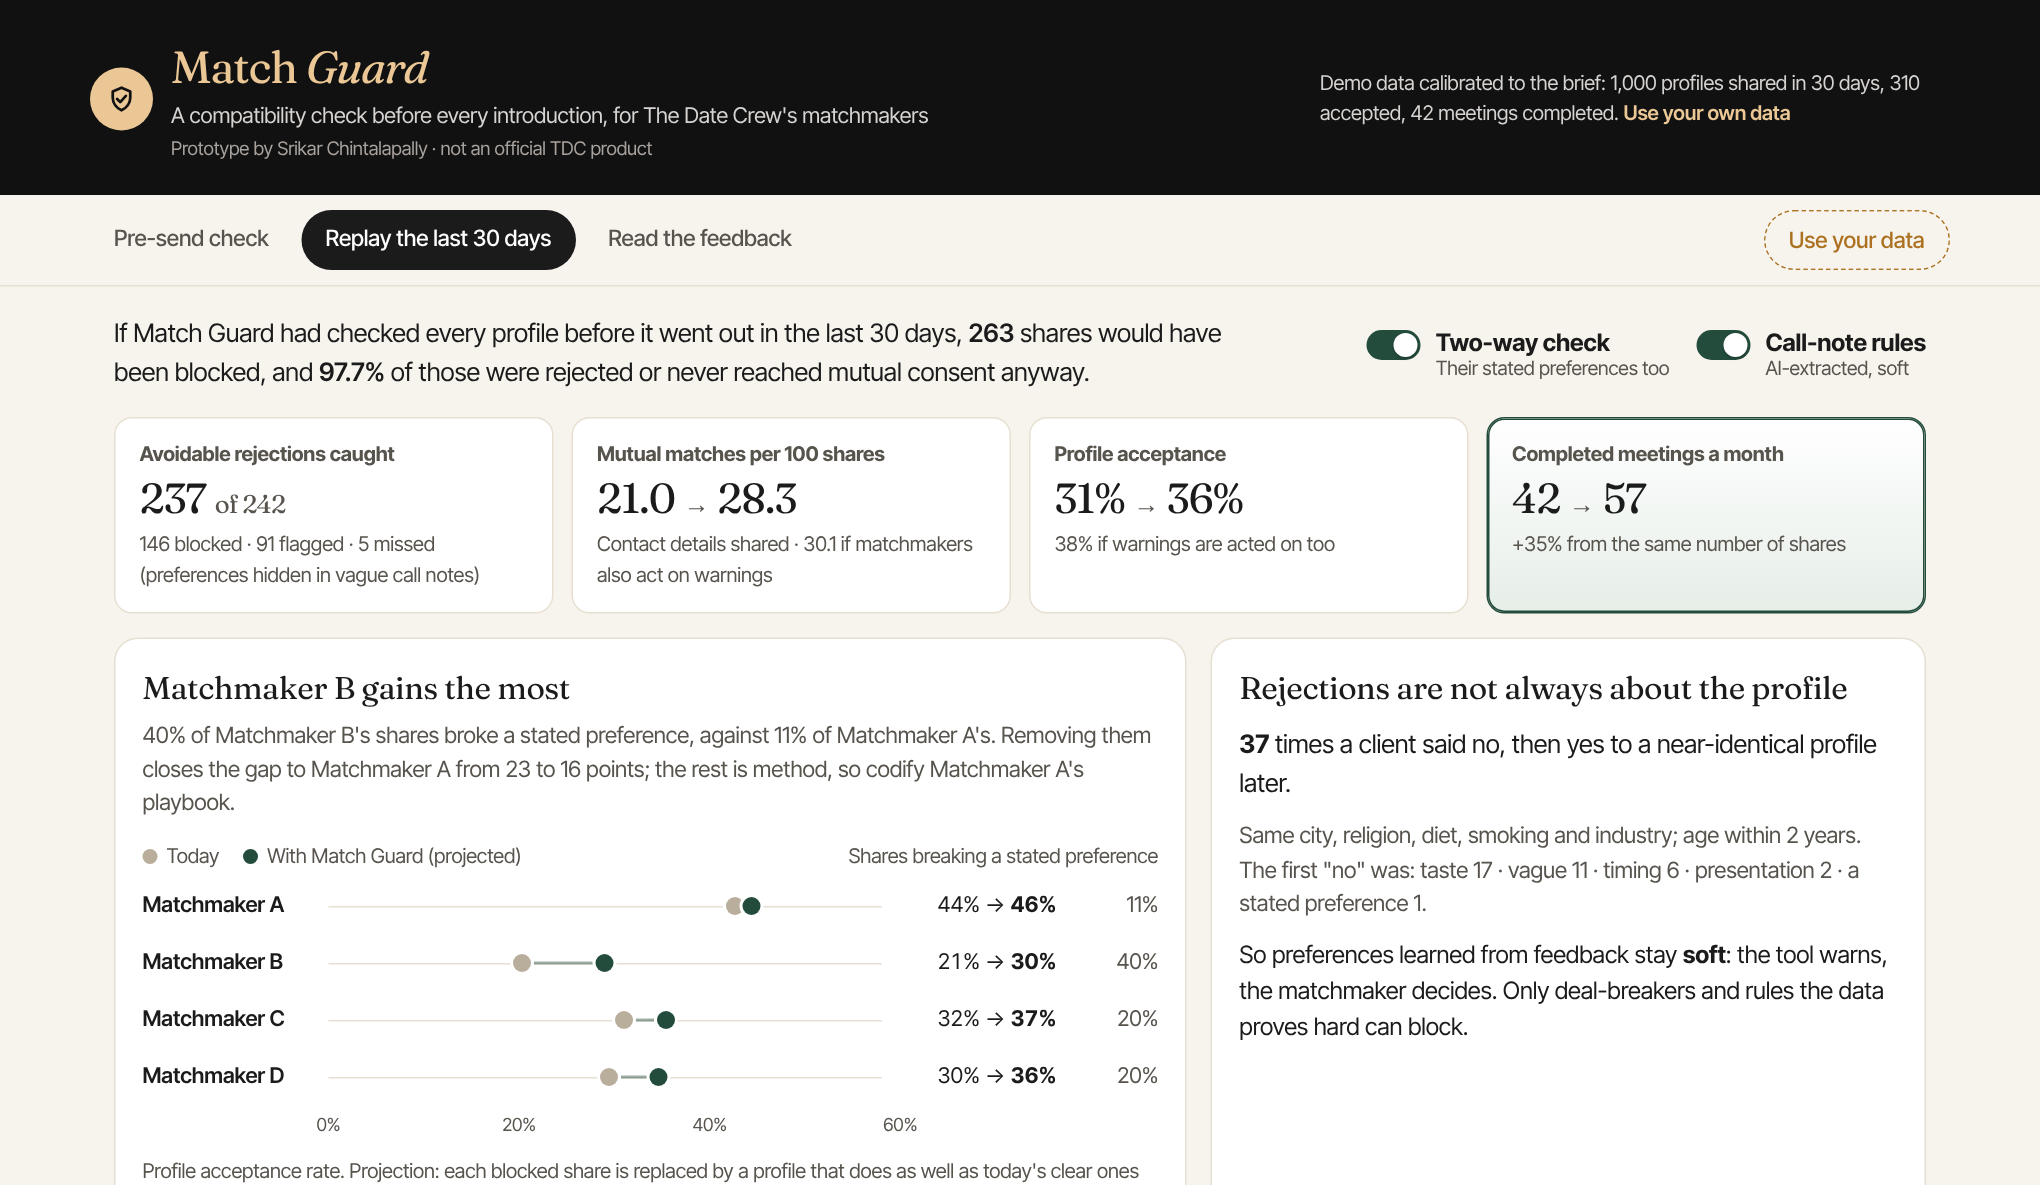 Match Guard
A compatibility check before every introduction, for The Date Crew's matchmakers
Prototype by Srikar Chintalapally · not an official TDC product
Demo data calibrated to the brief: 1,000 profiles shared in 30 days, 310
accepted, 42 meetings completed. Use your own data
Pre-send check
Replay the last 30 days
Read the feedback
Use your data
If Match Guard had checked every profile before it went out in the last 30 days, 263 shares would have
been blocked, and 97.7% of those were rejected or never reached mutual consent anyway.
Two-way check
Their stated preferences too
Call-note rules
AI-extracted, soft
Avoidable rejections caught
237 of 242
146 blocked · 91 flagged · 5 missed
(preferences hidden in vague call notes)
Mutual matches per 100 shares
21.0 → 28.3
Contact details shared · 30.1 if matchmakers
also act on warnings
Profile acceptance
31% → 36%
38% if warnings are acted on too
Completed meetings a month
42 → 57
+35% from the same number of shares
Matchmaker B gains the most
40% of Matchmaker B's shares broke a stated preference, against 11% of Matchmaker A's. Removing them
closes the gap to Matchmaker A from 23 to 16 points; the rest is method, so codify Matchmaker A's
playbook.
Today
With Match Guard (projected)
Shares breaking a stated preference
Matchmaker A 44% → 46% 11%
Matchmaker B 21% → 30% 40%
Matchmaker C 32% → 37% 20%
Matchmaker D 30% → 36% 20%
0% 20% 40% 60%
Profile acceptance rate. Projection: each blocked share is replaced by a profile that does as well as today's clear ones
Rejections are not always about the profile
37 times a client said no, then yes to a near-identical profile
later.
Same city, religion, diet, smoking and industry; age within 2 years.
The first "no" was: taste 17 · vague 11 · timing 6 · presentation 2 · a
stated preference 1.
So preferences learned from feedback stay soft: the tool warns,
the matchmaker decides. Only deal-breakers and rules the data
proves hard can block.